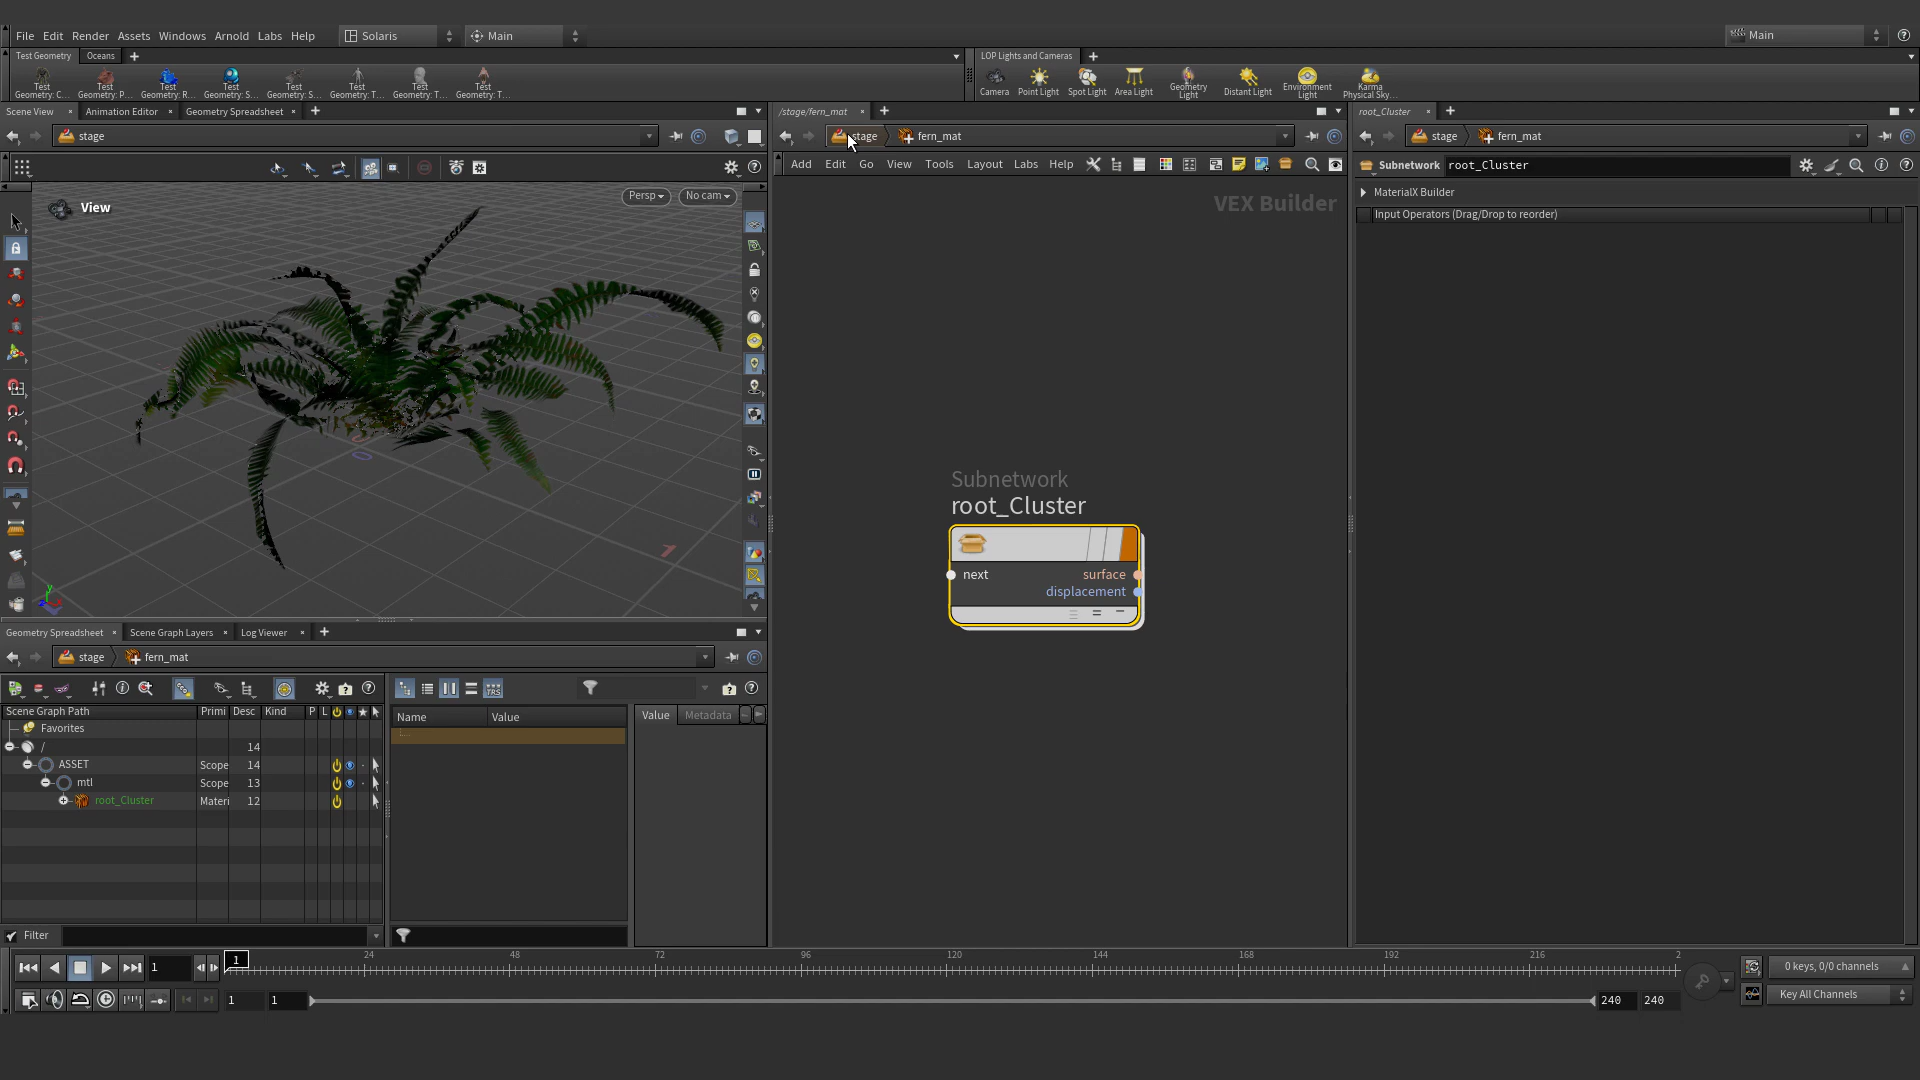 File Edit Render Assets Windows Arnold Labs Help Solaris Main Main
Test Geometry Oceans LOP Lights and Cameras
Test Geometry: C... Test Geometry: P... Test Geometry: R... Test Geometry: S... Test Geometry: S... Test Geometry: T... Test Geometry: T... Test Geometry: T... Camera Point Light Spot Light Area Light Geometry Light Distant Light Environment Light Karma Physical Sky...
Scene View Animation Editor Geometry Spreadsheet /stage/fern_mat root_Cluster
stage stage fern_mat stage fern_mat
Add Edit Go View Tools Layout Labs Help Subnetwork root_Cluster
MaterialX Builder
Input Operators (Drag/Drop to reorder)
View Persp No cam
VEX Builder
Subnetwork
root_Cluster
next surface
displacement
Geometry Spreadsheet Scene Graph Layers Log Viewer
stage fern_mat
Scene Graph Path Primi Desc Kind P L Name Value Value Metadata
Favorites
/ 14
ASSET Scope 14
mtl Scope 13
root_Cluster Materi 12
Filter
1 1 24 48 72 96 120 144 168 192 216 2 0 keys, 0/0 channels
1 1 240 240 Key All Channels